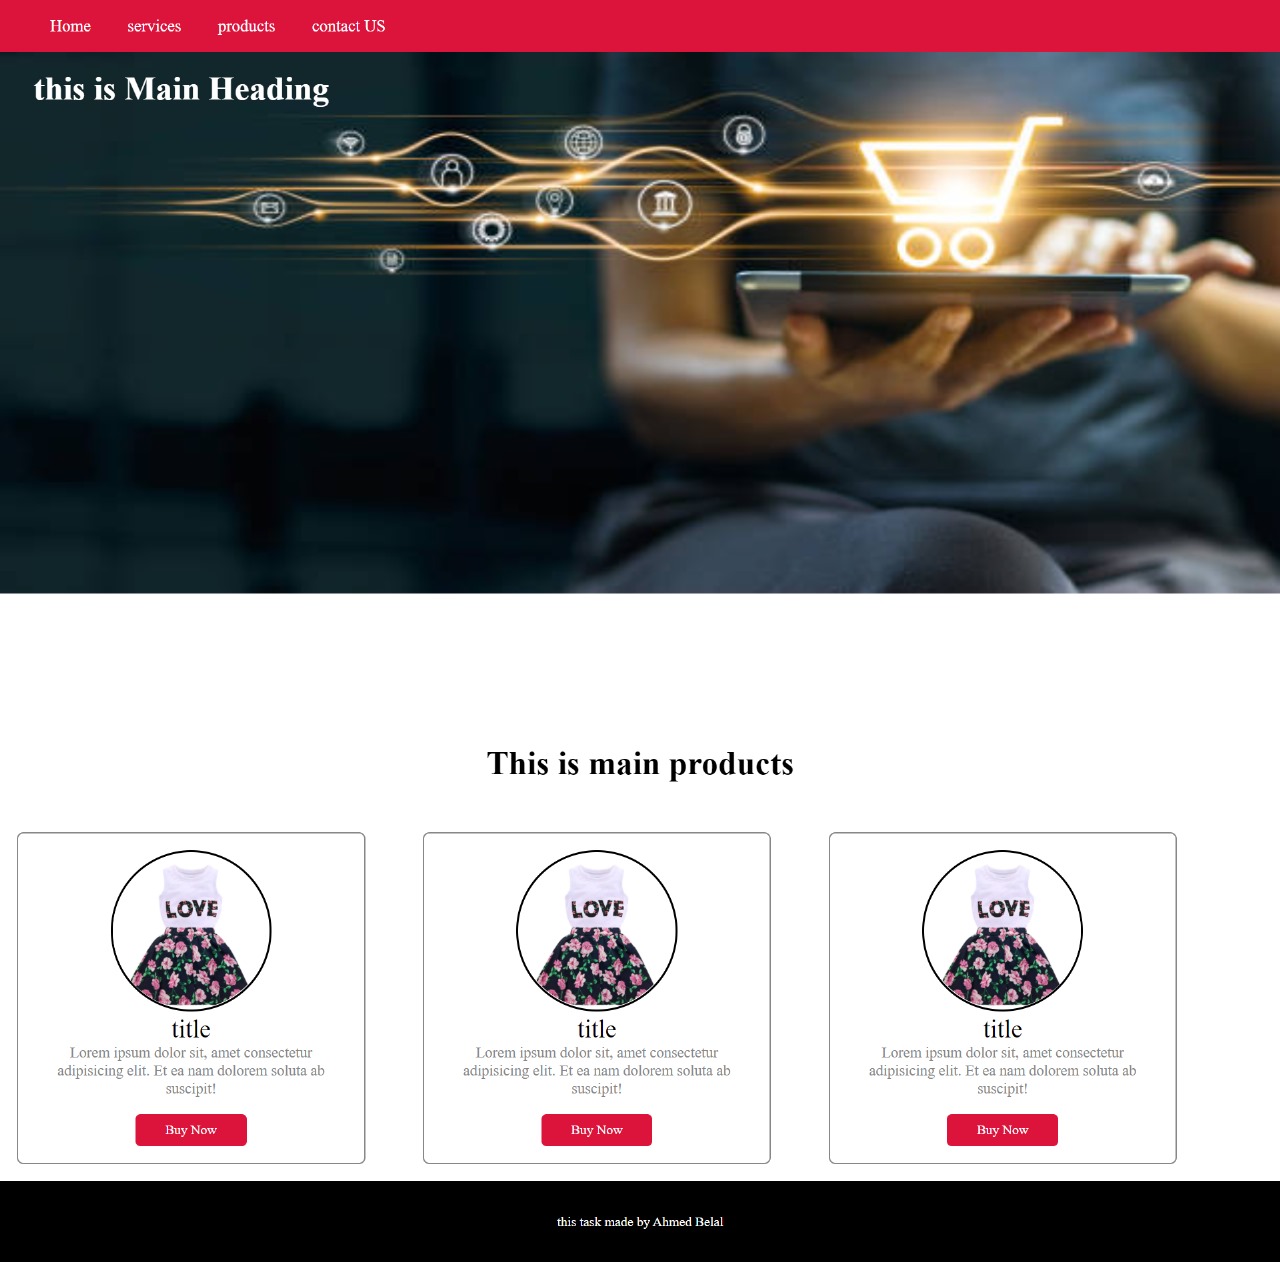 Home services products contact US
this is Main Heading
This is main products
LOVE LOVE LOVE
title title title
Lorem ipsum dolor sit, amet consectetur
adipisicing elit. Et ea nam dolorem soluta ab
suscipit!
Lorem ipsum dolor sit, amet consectetur
adipisicing elit. Et ea nam dolorem soluta ab
suscipit!
Lorem ipsum dolor sit, amet consectetur
adipisicing elit. Et ea nam dolorem soluta ab
suscipit!
Buy Now Buy Now Buy Now
this task made by Ahmed Belal